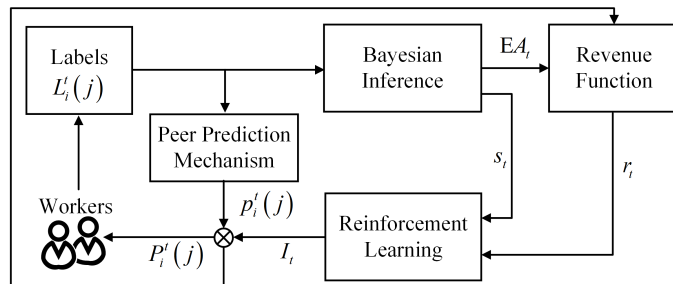 Labels
L_i^t(j)
Bayesian
Inference
EA_t
Revenue
Function
Peer Prediction
Mechanism
s_t
r_t
Workers
p_i^t(j)
P_i^t(j)
I_t
Reinforcement
Learning